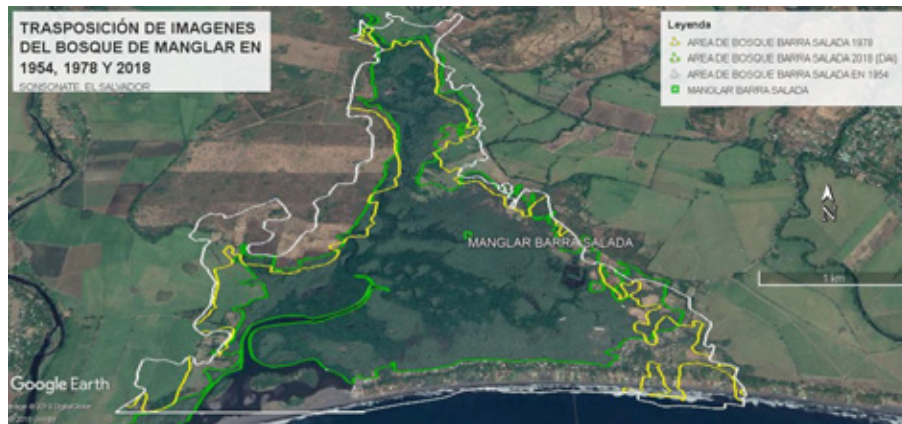 TRASPOSICIÓN DE IMAGENES
DEL BOSQUE DE MANGLAR EN
1954, 1978 Y 2018
SONSONATE, EL SALVADOR
Leyenda
AREA DE BOSQUE BARRA SALADA 1978
AREA DE BOSQUE BARRA SALADA 2018 (DAI)
AREA DE BOSQUE BARRA SALADA EN 1954
MANGLAR BARRA SALADA
N
MANGLAR BARRA SALADA
1 km
Google Earth